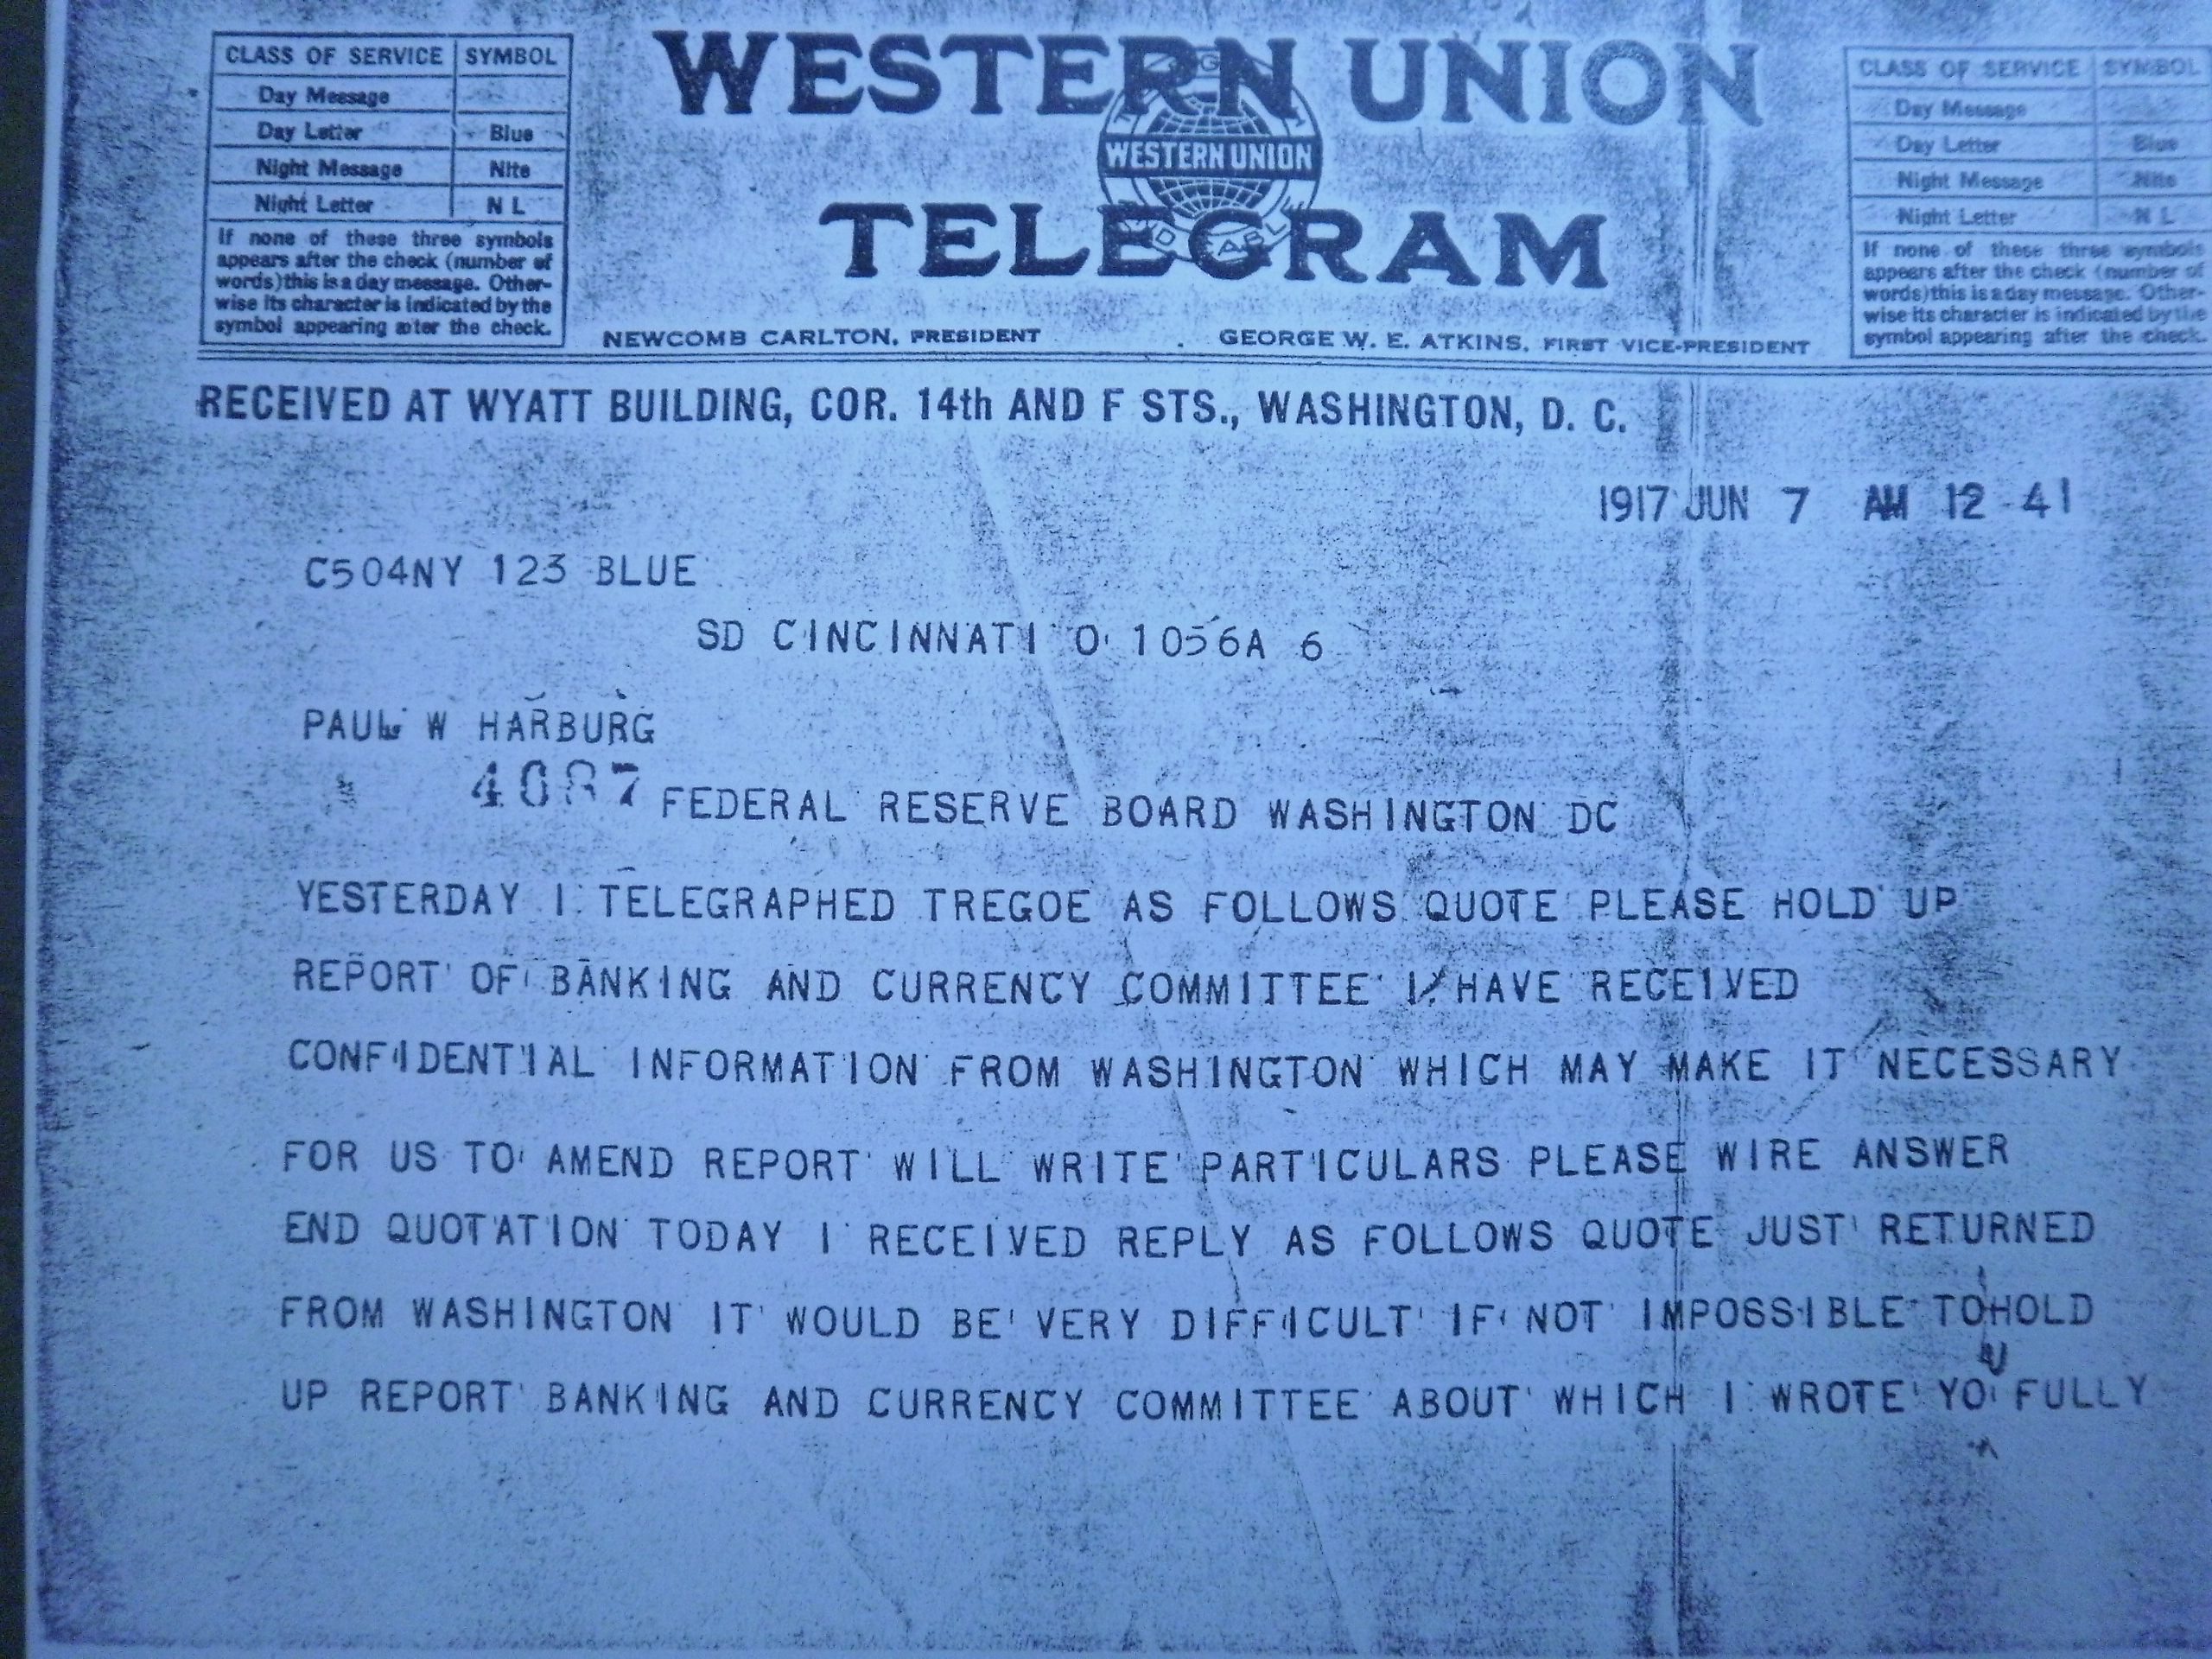 CLASS OF SERVICE SYMBOL
Day Message
Day Letter Blue
Night Message Nite
Night Letter N L
If none of these three symbols
appears after the check (number of
words) this is a day message. Other-
wise its character is indicated by the
symbol appearing after the check.
WESTERN UNION
WESTERN UNION
TELEGRAM
NEWCOMB CARLTON, PRESIDENT GEORGE W. E. ATKINS, FIRST VICE-PRESIDENT
CLASS OF SERVICE SYMBOL
Day Message
Day Letter Blue
Night Message Nite
Night Letter N L
If none of these three symbols
appears after the check (number of
words) this is a day message. Other-
wise its character is indicated by the
symbol appearing after the check.
RECEIVED AT WYATT BUILDING, COR. 14th AND F STS., WASHINGTON, D. C.
1917 JUN 7 AM 12 41
C504NY 123 BLUE
SD CINCINNATI O 1056A 6
PAUL W HARBURG
4087 FEDERAL RESERVE BOARD WASHINGTON DC
YESTERDAY I TELEGRAPHED TREGOE AS FOLLOWS QUOTE PLEASE HOLD UP
REPORT OF BANKING AND CURRENCY COMMITTEE I HAVE RECEIVED
CONFIDENTIAL INFORMATION FROM WASHINGTON WHICH MAY MAKE IT NECESSARY
FOR US TO AMEND REPORT WILL WRITE PARTICULARS PLEASE WIRE ANSWER
END QUOTATION TODAY I RECEIVED REPLY AS FOLLOWS QUOTE JUST RETURNED
FROM WASHINGTON IT WOULD BE VERY DIFFICULT IF NOT IMPOSSIBLE TO HOLD
UP REPORT BANKING AND CURRENCY COMMITTEE ABOUT WHICH I WROTE YOU FULLY